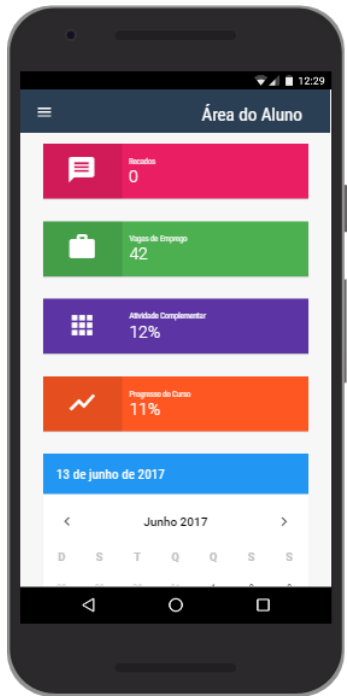 12:29
Área do Aluno
Recados
0
Vagas de Emprego
42
Atividade Complementar
12%
Progresso do Curso
11%
13 de junho de 2017
Junho 2017
D S T Q Q S S